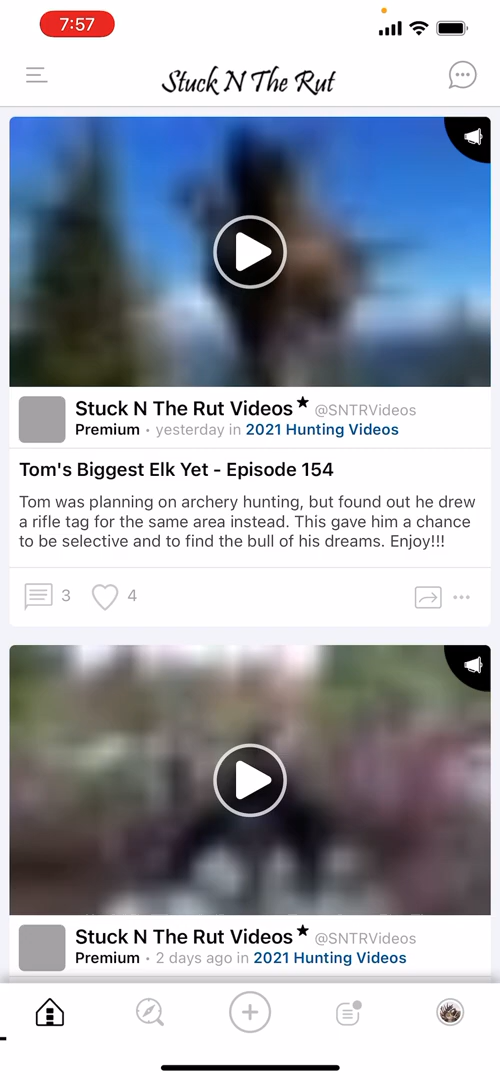 7:57
Stuck N The Rut
Stuck N The Rut Videos★ @SNTRVideos
Premium • yesterday in 2021 Hunting Videos
Tom's Biggest Elk Yet - Episode 154
Tom was planning on archery hunting, but found out he drew
a rifle tag for the same area instead. This gave him a chance
to be selective and to find the bull of his dreams. Enjoy!!!
3 4
Stuck N The Rut Videos★ @SNTRVideos
Premium • 2 days ago in 2021 Hunting Videos